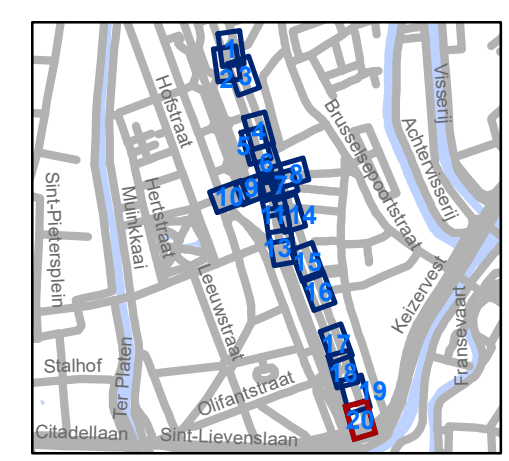 1
2
3
4
5
6
7
8
9
10
11
14
13
15
16
17
18
19
20
Hofstraat
Visserij
Brusselsepoortstraat
Achtervisserij
Sint-Pietersplein
Muinkkaai
Hertstraat
Leeuwstraat
Keizervest
Fransevaart
Stalhof
Ter Platen
Olifantstraat
Citadellaan
Sint-Lievenslaan